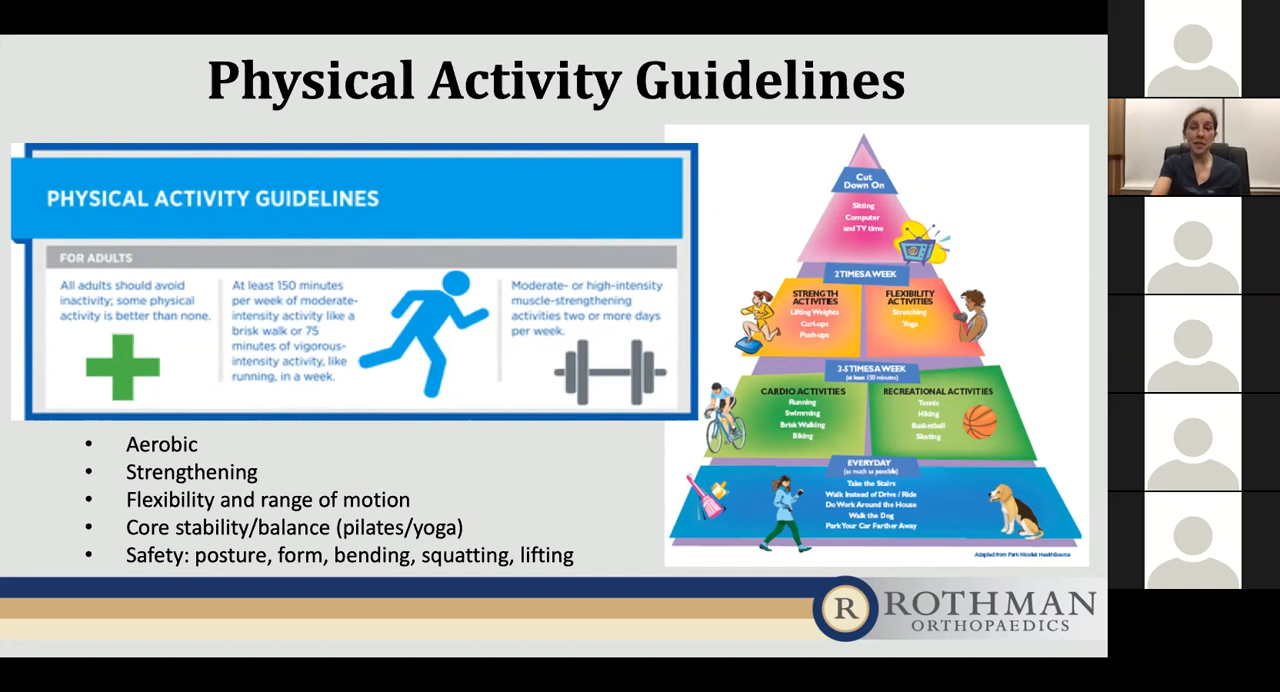 Physical Activity Guidelines
PHYSICAL ACTIVITY GUIDELINES
FOR ADULTS
All adults should avoid
inactivity; some physical
activity is better than none.
At least 150 minutes
per week of moderate-
intensity activity like a
brisk walk or 75
minutes of vigorous-
intensity activity, like
running, in a week.
Moderate- or high-intensity
muscle-strengthening
activities two or more days
per week.
• Aerobic
• Strengthening
• Flexibility and range of motion
• Core stability/balance (pilates/yoga)
• Safety: posture, form, bending, squatting, lifting
Cut
Down On
Sitting
Computer
and TV time
2 TIMES A WEEK
STRENGTH
ACTIVITIES
Lifting Weights
Curl-ups
Push-ups
FLEXIBILITY
ACTIVITIES
Stretching
Yoga
3-5 TIMES A WEEK
(at least 150 minutes)
CARDIO ACTIVITIES
Running
Swimming
Brisk Walking
Biking
RECREATIONAL ACTIVITIES
Tennis
Hiking
Basketball
Skating
EVERYDAY
(as much as possible)
Take the Stairs
Walk Instead of Drive / Ride
Do Work Around the House
Walk the Dog
Park Your Car Farther Away
Adapted from Park Nicollet HealthSource
R
ROTHMAN
ORTHOPAEDICS